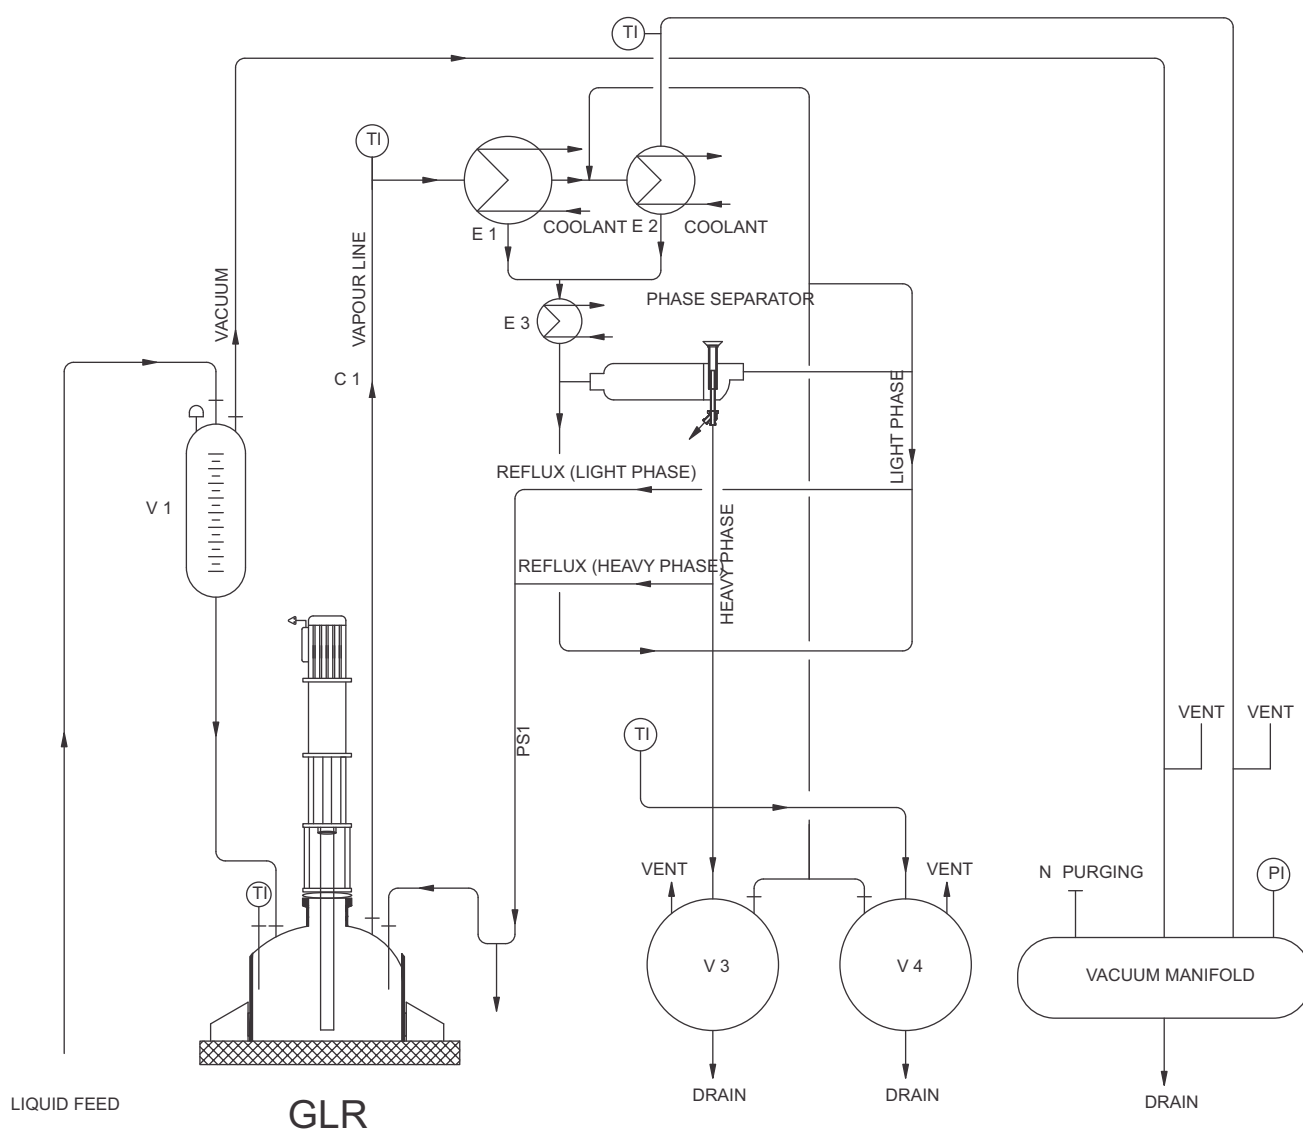 TI
TI
E 1
COOLANT
E 2
COOLANT
VAPOUR LINE
VACUUM
PHASE SEPARATOR
E 3
C 1
LIGHT PHASE
REFLUX (LIGHT PHASE)
V 1
HEAVY PHASE
REFLUX (HEAVY PHASE)
PS1
TI
VENT
VENT
VENT
VENT
N PURGING
PI
TI
V 3
V 4
VACUUM MANIFOLD
DRAIN
DRAIN
DRAIN
LIQUID FEED
GLR